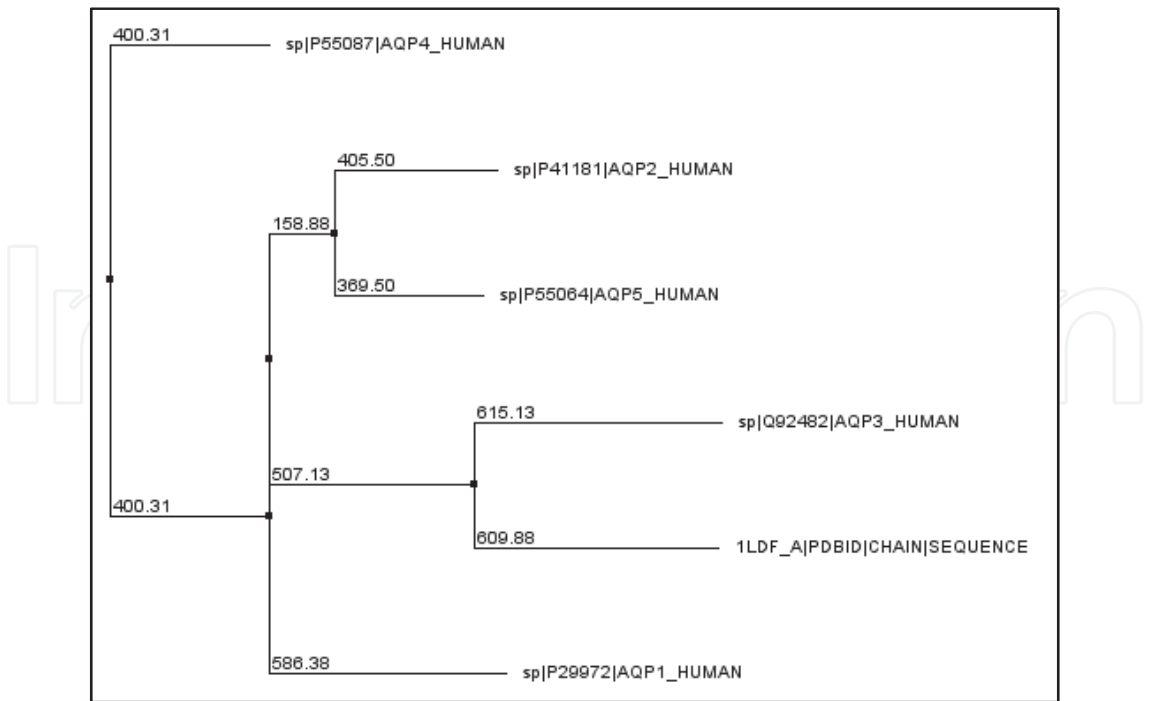 400.31
sp|P55087|AQP4_HUMAN
405.50
sp|P41181|AQP2_HUMAN
158.88
369.50
sp|P55064|AQP5_HUMAN
615.13
sp|Q92482|AQP3_HUMAN
507.13
400.31
609.88
1LDF_A|PDBID|CHAIN|SEQUENCE
586.38
sp|P29972|AQP1_HUMAN